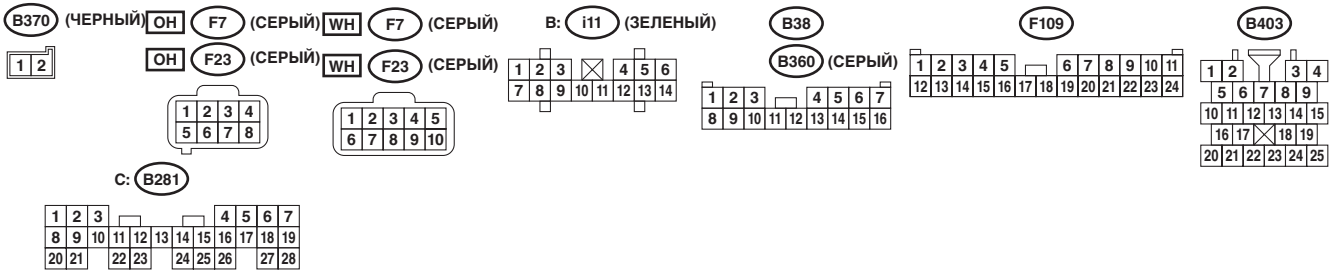 B370 (ЧЕРНЫЙ) OH F7 (СЕРЫЙ) WH F7 (СЕРЫЙ) B: i11 (ЗЕЛЕНЫЙ) B38 F109 B403
OH F23 (СЕРЫЙ) WH F23 (СЕРЫЙ) B360 (СЕРЫЙ)
1 2
1 2 3 4
5 6 7 8
1 2 3 4 5
6 7 8 9 10
1 2 3 4 5 6
7 8 9 10 11 12 13 14
1 2 3 4 5 6 7
8 9 10 11 12 13 14 15 16
1 2 3 4 5 6 7 8 9 10 11
12 13 14 15 16 17 18 19 20 21 22 23 24
1 2 3 4
5 6 7 8 9
10 11 12 13 14 15
16 17 18 19
20 21 22 23 24 25
C: B281
1 2 3 4 5 6 7
8 9 10 11 12 13 14 15 16 17 18 19
20 21 22 23 24 25 26 27 28